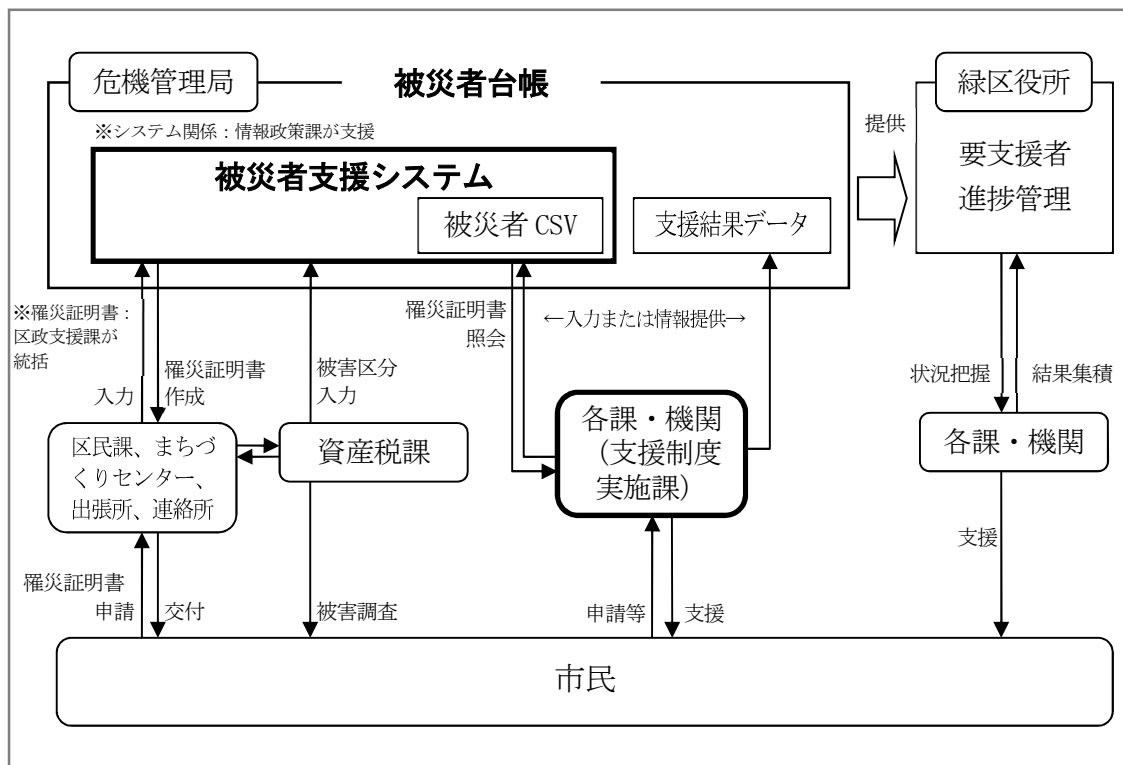 危機管理局
被災者台帳
緑区役所
※システム関係：情報政策課が支援
提供
被災者支援システム
要支援者
進捗管理
被災者 CSV
支援結果データ
※罹災証明書：
区政支援課が
統括
罹災証明書
照会
←入力または情報提供→
罹災証明書
作成
入力
被害区分
入力
状況把握
結果集積
区民課、まちづ
くりセンター、
出張所、連絡所
資産税課
各課・機関
（支援制度
実施課）
各課・機関
罹災証明書
申請
交付
被害調査
申請等
支援
支援
市民